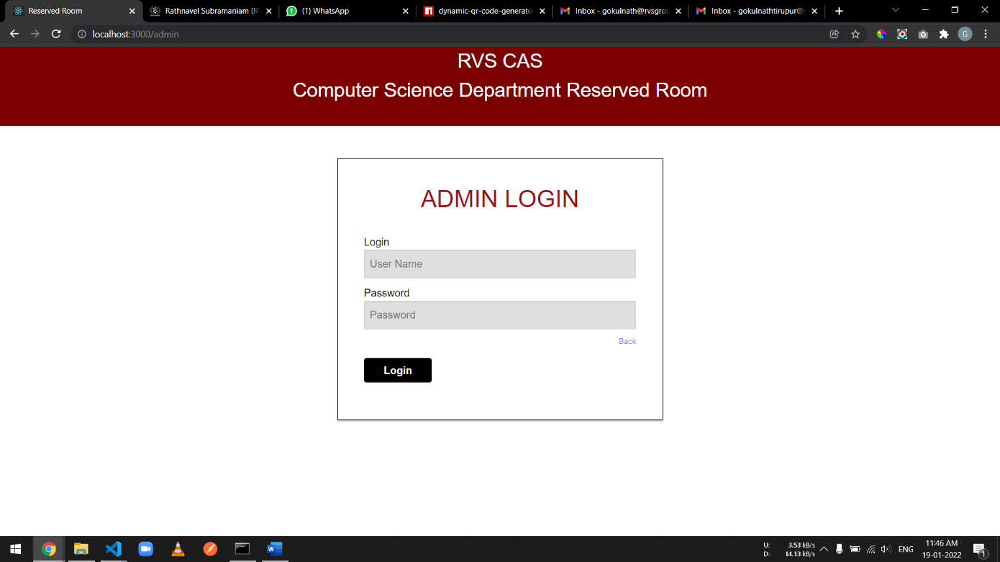 Reserved Room
Rathnavel Subramaniam (RV
(1) WhatsApp
dynamic-qr-code-generato
Inbox - gokulnath@rvsgrou
Inbox - gokulnathtirupur@g
localhost:3000/admin
G
RVS CAS
Computer Science Department Reserved Room
ADMIN LOGIN
Login
User Name
Password
Password
Back
Login
U: 3.53 kB/s
D: 14.13 kB/s
ENG
11:46 AM
19-01-2022
1